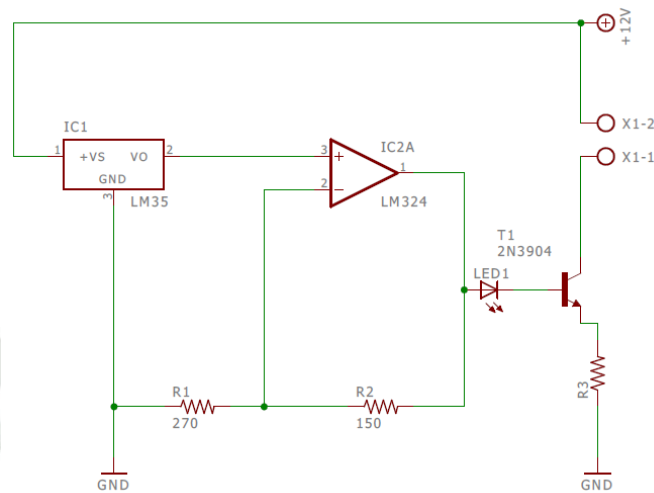 +12V
X1-2
X1-1
IC1
1
+VS
VO
2
GND
3
LM35
IC2A
3
+
1
2
−
LM324
T1
2N3904
LED1
R1
270
R2
150
R3
GND
GND